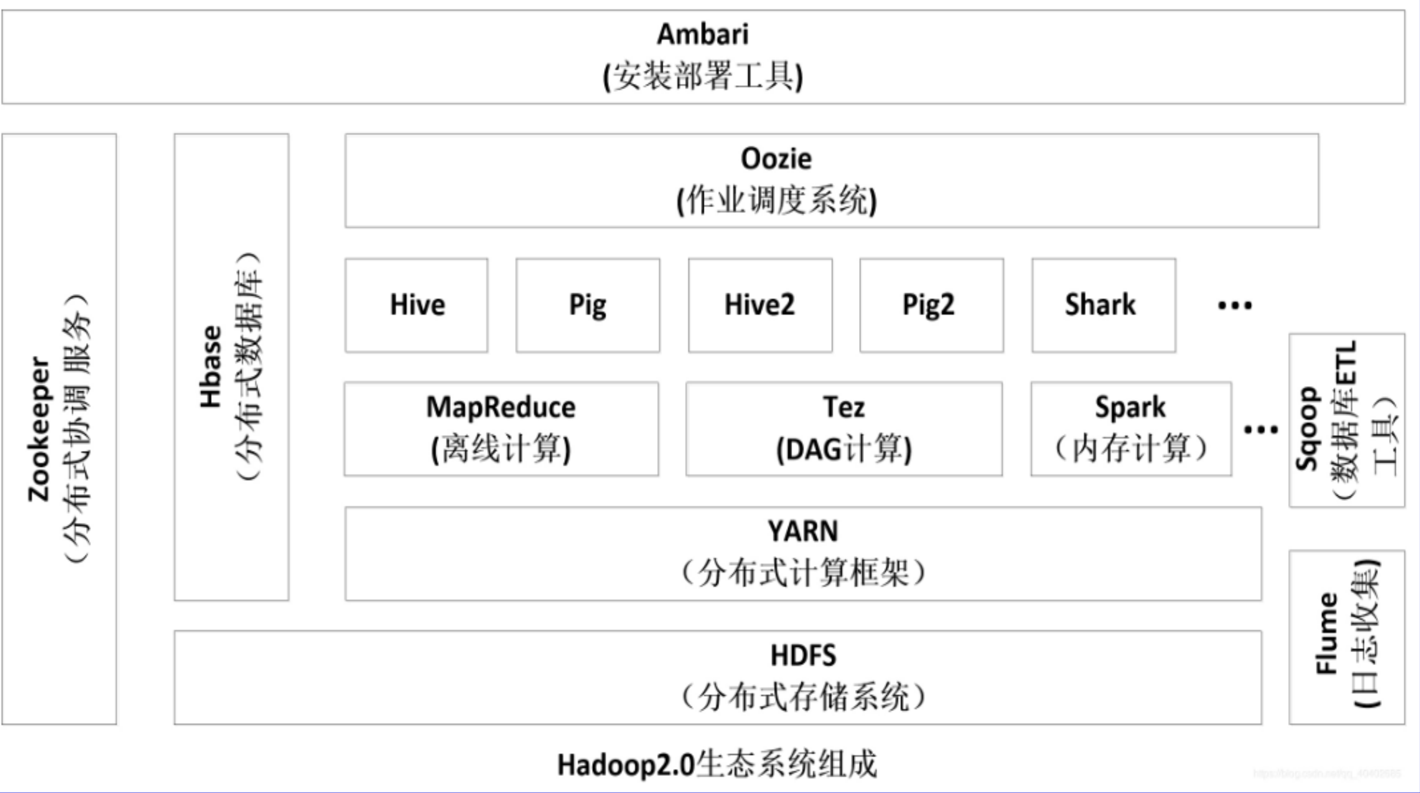 Ambari
(安装部署工具)
Zookeeper
（分布式协调 服务）
Hbase
（分布式数据库）
Oozie
(作业调度系统)
Hive
Pig
Hive2
Pig2
Shark
...
MapReduce
(离线计算)
Tez
(DAG计算)
Spark
（内存计算）
...
Sqoop
（数据库ETL
工具）
YARN
（分布式计算框架）
Flume
(日志收集)
HDFS
（分布式存储系统）
Hadoop2.0生态系统组成